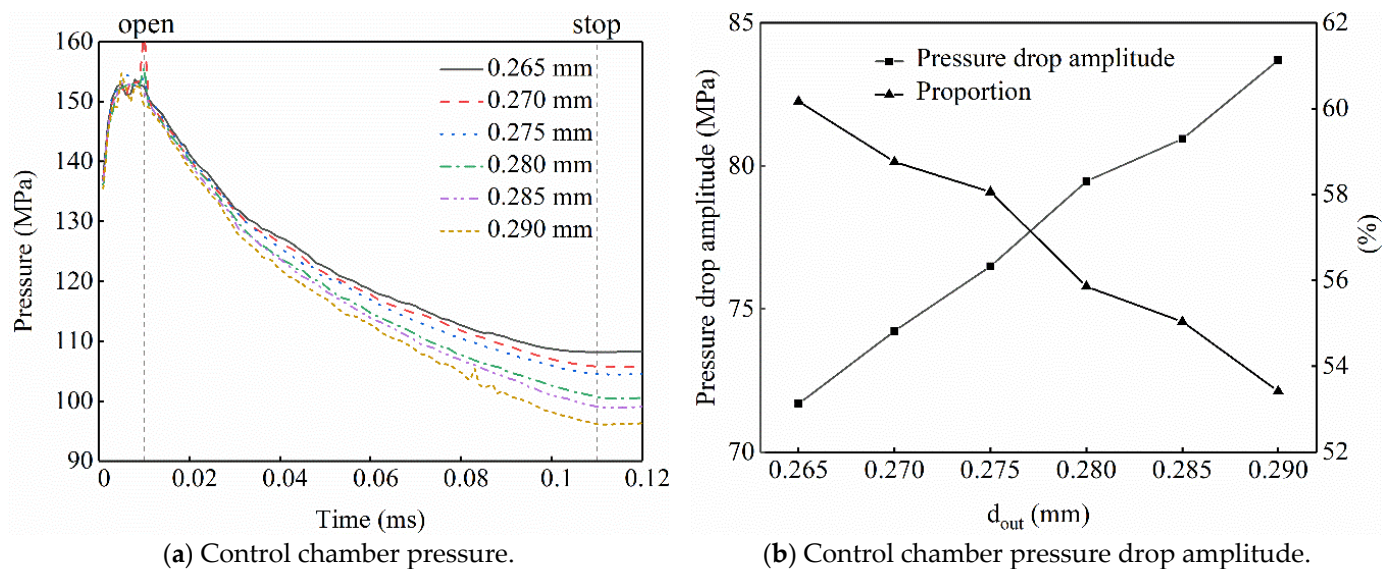 open
stop
160
150
140
130
120
110
100
90
Pressure (MPa)
0.265 mm
0.270 mm
0.275 mm
0.280 mm
0.285 mm
0.290 mm
0
0.02
0.04
0.06
0.08
0.1
0.12
Time (ms)
(a) Control chamber pressure.
85
80
75
70
Pressure drop amplitude (MPa)
Pressure drop amplitude
Proportion
62
60
58
56
54
52
(%)
0.265
0.270
0.275
0.280
0.285
0.290
dout (mm)
(b) Control chamber pressure drop amplitude.